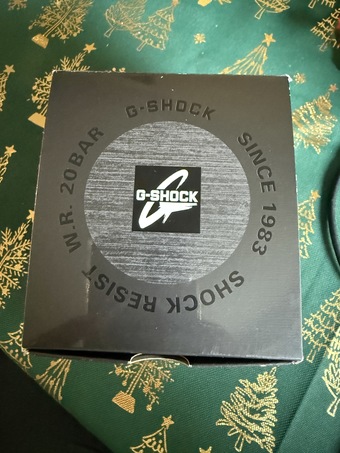 G-SHOCK
SINCE 1983
SHOCK RESIST
W.R. 20BAR
G-SHOCK